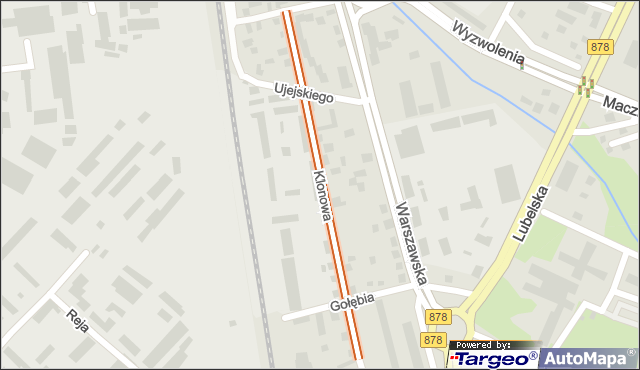 Wyzwolenia
878
Macz
Ujejskiego
Klonowa
Warszawska
Lubelska
Gołębia
Reja
878
878
Powered by:
Targeo®
AutoMapa®